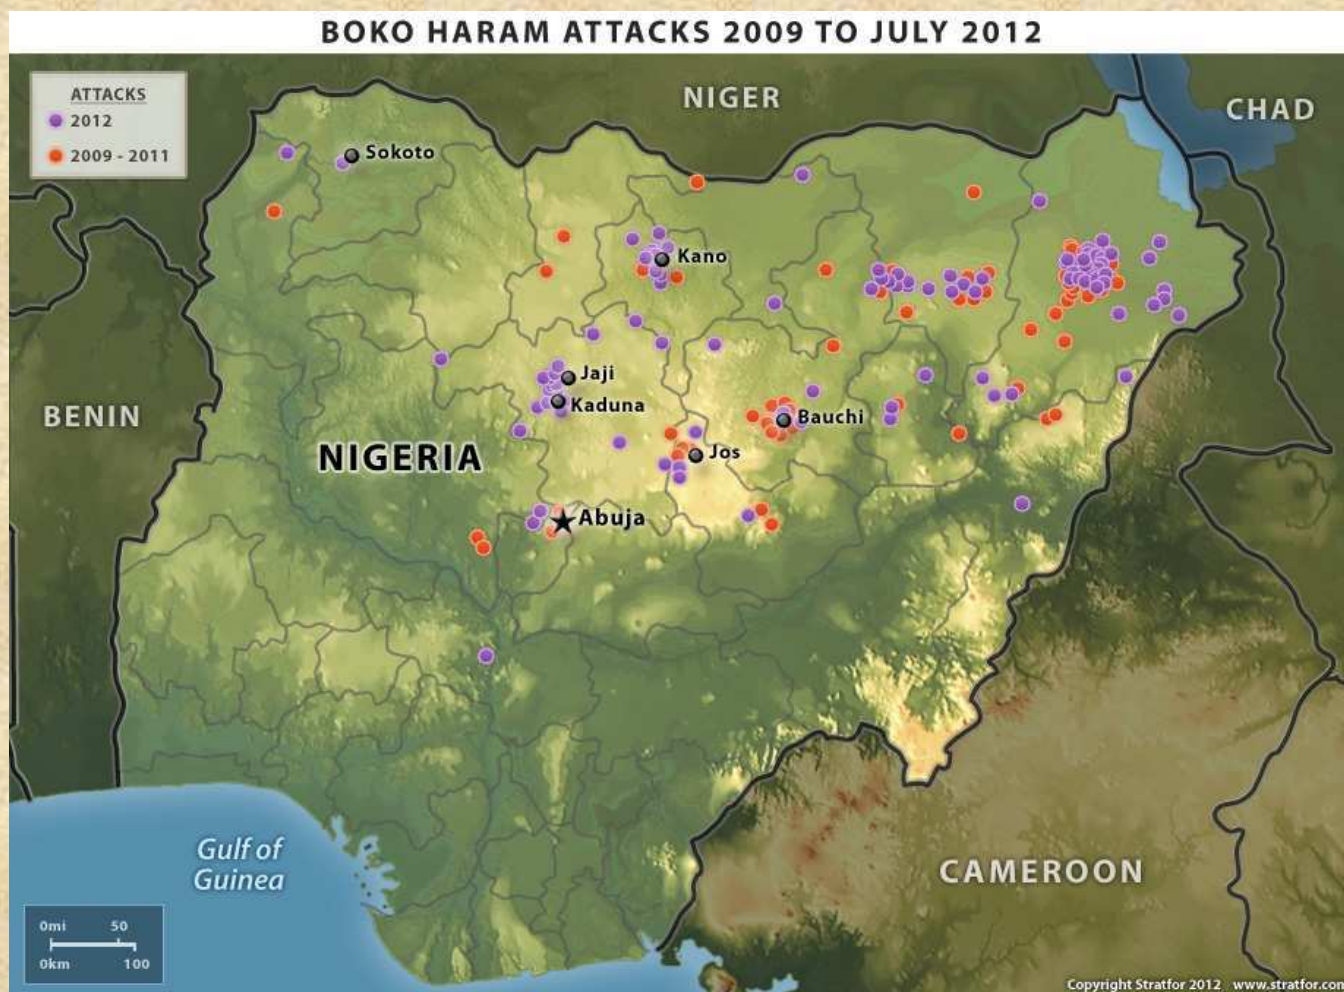 BOKO HARAM ATTACKS 2009 TO JULY 2012
ATTACKS
2012
2009 - 2011
NIGER
CHAD
Sokoto
Kano
Jaji
Kaduna
BENIN
Bauchi
NIGERIA
Jos
Abuja
Gulf of
Guinea
CAMEROON
0mi 50
0km 100
Copyright Stratfor 2012 www.stratfor.com